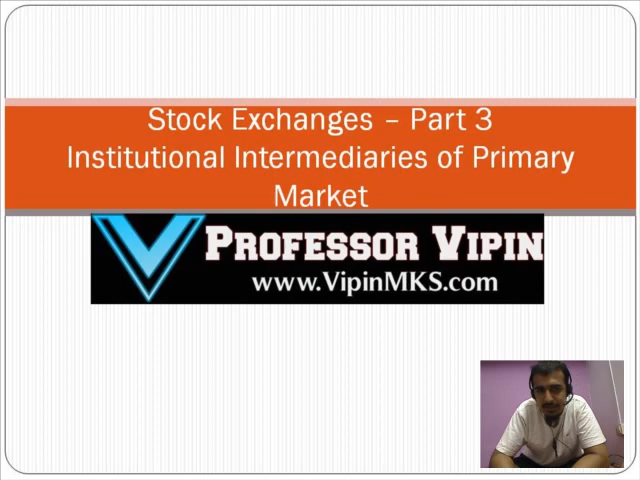 Stock Exchanges – Part 3
Institutional Intermediaries of Primary
Market
PROFESSOR VIPIN
www.VipinMKS.com